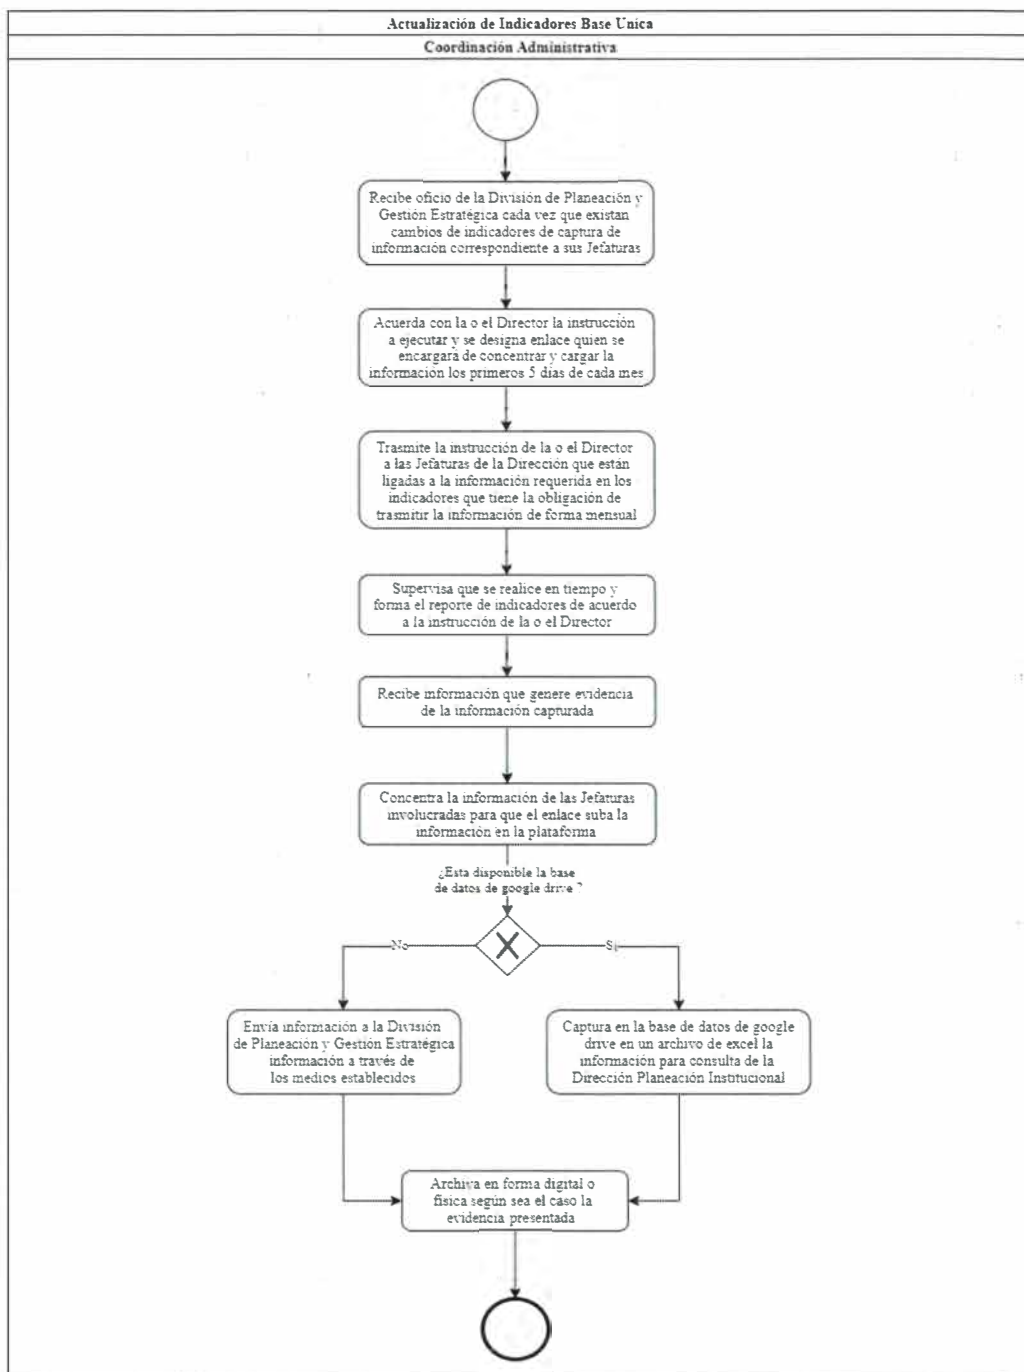 Actualización de Indicadores Base Única
Coordinación Administrativa
Recibe oficio de la División de Planeación y
Gestión Estratégica cada vez que existan
cambios de indicadores de captura de
información correspondiente a sus Jefaturas
Acuerda con la o el Director la instrucción
a ejecutar y se designa enlace quien se
encargará de concentrar y cargar la
información los primeros 5 días de cada mes
Trasmite la instrucción de la o el Director
a las Jefaturas de la Dirección que están
ligadas a la información requerida en los
indicadores que tiene la obligación de
trasmitir la información de forma mensual
Supervisa que se realice en tiempo y
forma el reporte de indicadores de acuerdo
a la instrucción de la o el Director
Recibe información que genere evidencia
de la información capturada
Concentra la información de las Jefaturas
involucradas para que el enlace suba la
información en la plataforma
¿Esta disponible la base
de datos de google drive ?
No
Si
Envía información a la División
de Planeación y Gestión Estratégica
información a través de
los medios establecidos
Captura en la base de datos de google
drive en un archivo de excel la
información para consulta de la
Dirección Planeación Institucional
Archiva en forma digital o
física según sea el caso la
evidencia presentada